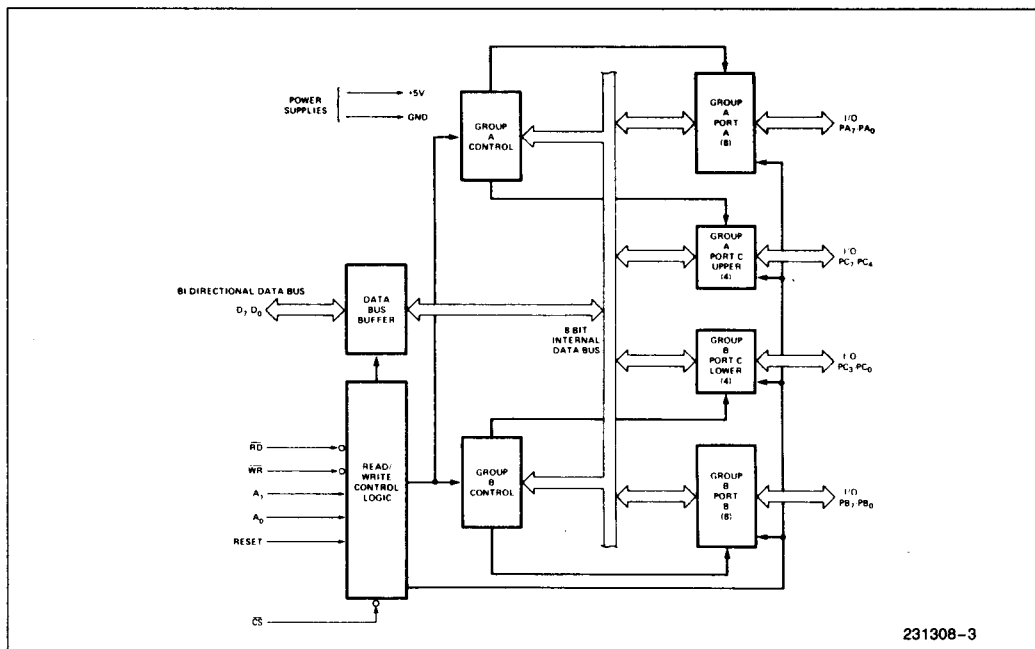 POWER
SUPPLIES
+5V
GND
GROUP
A
CONTROL
GROUP
A
PORT
A
(8)
I/O
PA7-PA0
GROUP
A
PORT C
UPPER
(4)
I/O
PC7-PC4
BI DIRECTIONAL DATA BUS
D7-D0
DATA
BUS
BUFFER
8 BIT
INTERNAL
DATA BUS
GROUP
B
PORT C
LOWER
(4)
I/O
PC3-PC0
RD
WR
A1
A0
RESET
CS
READ/
WRITE
CONTROL
LOGIC
GROUP
B
CONTROL
GROUP
B
PORT
B
(8)
I/O
PB7-PB0
231308-3